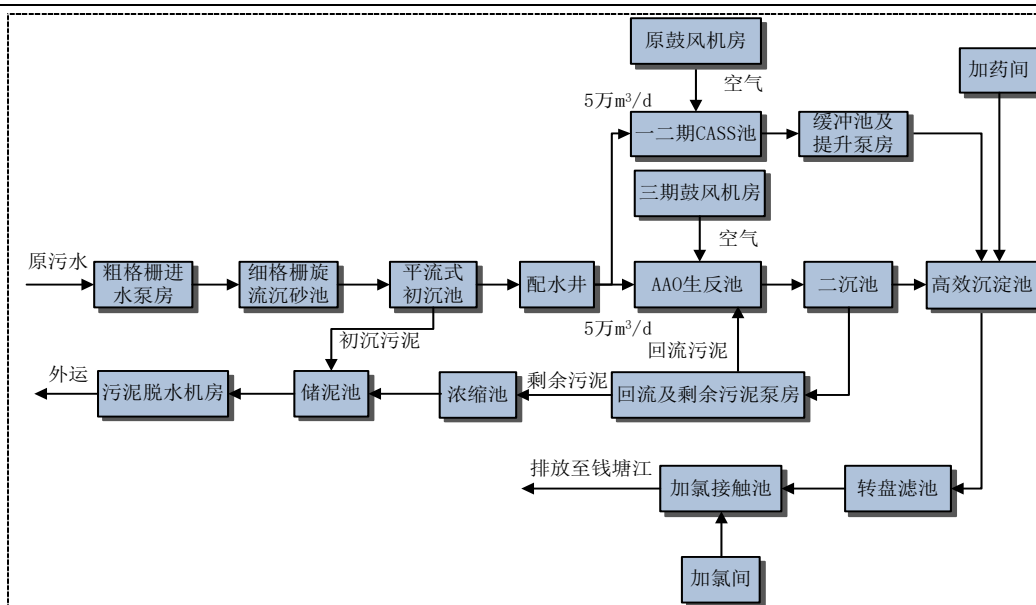 原鼓风机房
加药间
空气
5万m³/d
一二期CASS池
缓冲池及
提升泵房
三期鼓风机房
空气
原污水
粗格栅进
水泵房
细格栅旋
流沉砂池
平流式
初沉池
配水井
AAO生反池
二沉池
高效沉淀池
5万m³/d
初沉污泥
回流污泥
外运
剩余污泥
污泥脱水机房
储泥池
浓缩池
回流及剩余污泥泵房
排放至钱塘江
加氯接触池
转盘滤池
加氯间